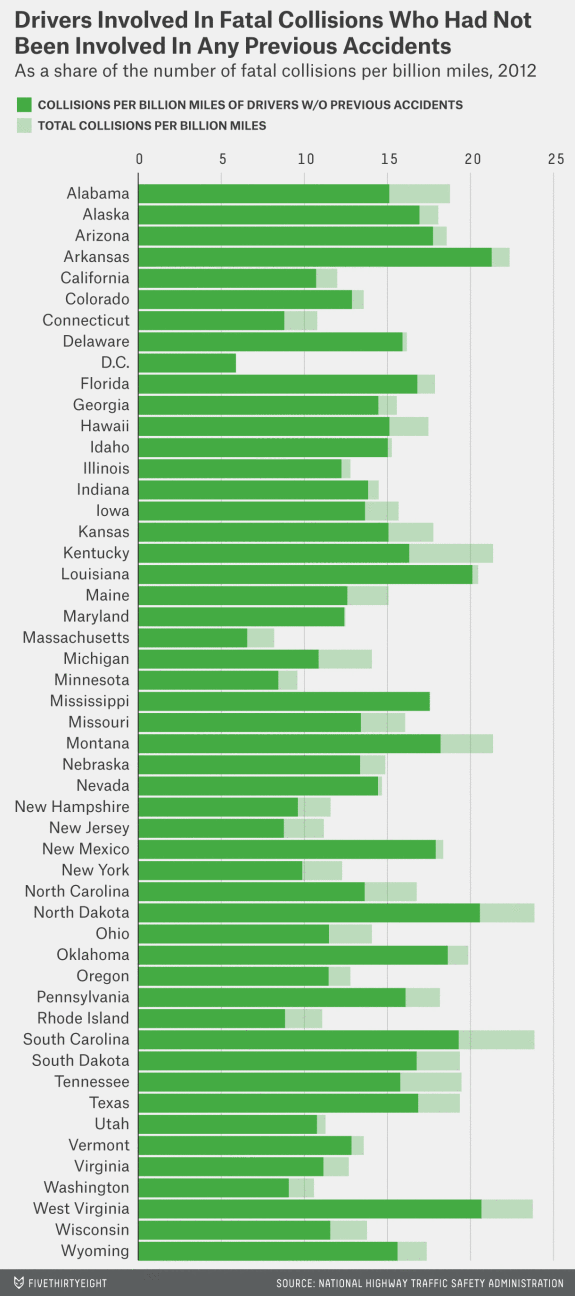 Drivers Involved In Fatal Collisions Who Had Not
Been Involved In Any Previous Accidents
As a share of the number of fatal collisions per billion miles, 2012
COLLISIONS PER BILLION MILES OF DRIVERS W/O PREVIOUS ACCIDENTS
TOTAL COLLISIONS PER BILLION MILES
0 5 10 15 20 25
Alabama
Alaska
Arizona
Arkansas
California
Colorado
Connecticut
Delaware
D.C.
Florida
Georgia
Hawaii
Idaho
Illinois
Indiana
Iowa
Kansas
Kentucky
Louisiana
Maine
Maryland
Massachusetts
Michigan
Minnesota
Mississippi
Missouri
Montana
Nebraska
Nevada
New Hampshire
New Jersey
New Mexico
New York
North Carolina
North Dakota
Ohio
Oklahoma
Oregon
Pennsylvania
Rhode Island
South Carolina
South Dakota
Tennessee
Texas
Utah
Vermont
Virginia
Washington
West Virginia
Wisconsin
Wyoming
FIVETHIRTYEIGHT SOURCE: NATIONAL HIGHWAY TRAFFIC SAFETY ADMINISTRATION